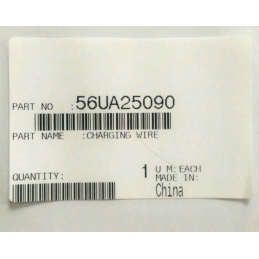 PART NO :56UA25090
PART NAME :CHARGING WIRE
QUANTITY: 1 U M:EACH
MADE IN:
China